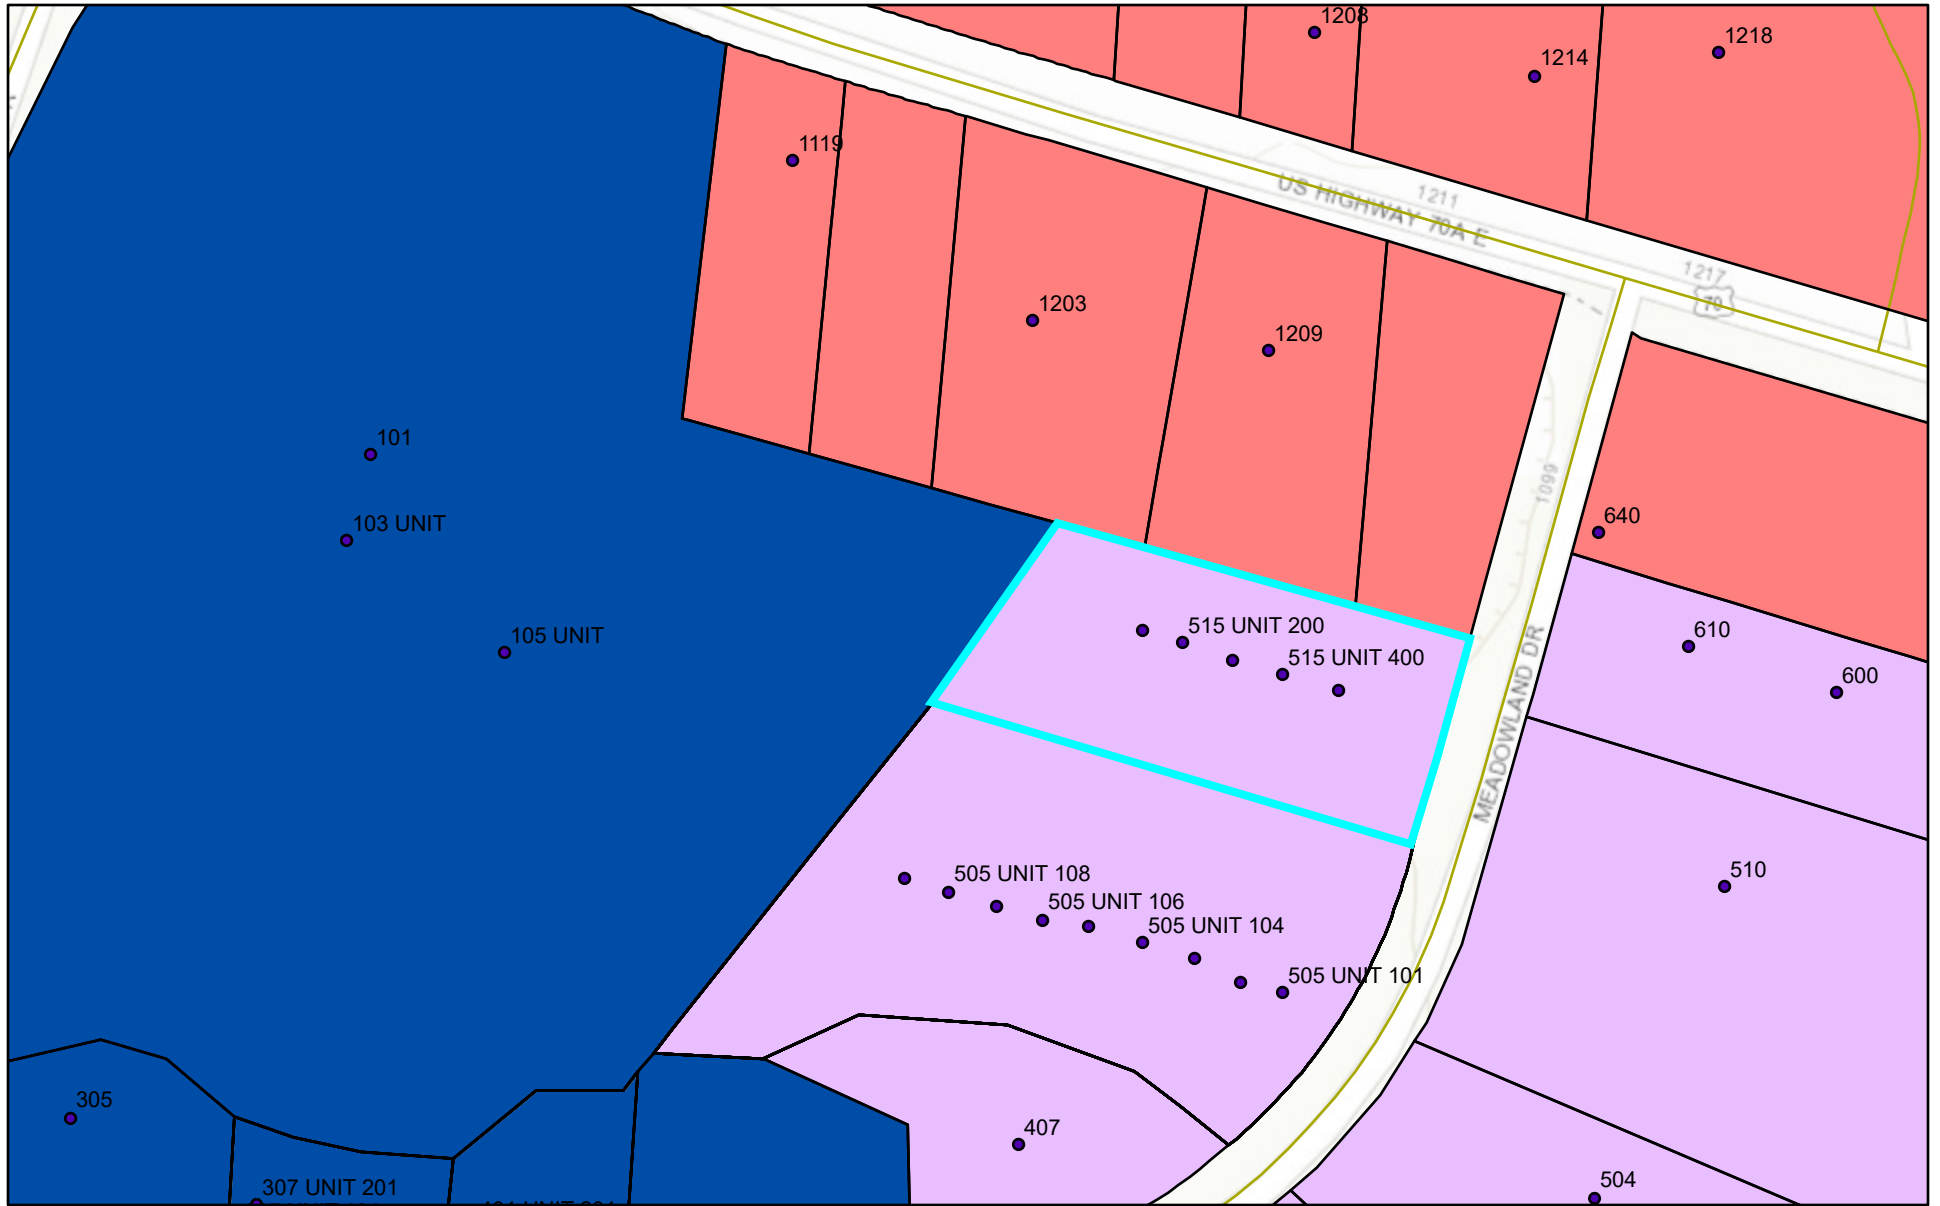 1208
1218
1214
1119
1211
US HIGHWAY 70A E
1217
70
1203
1209
101
1099
640
103 UNIT
515 UNIT 200
610
105 UNIT
515 UNIT 400
600
MEADOWLAND DR
505 UNIT 108
510
505 UNIT 106
505 UNIT 104
505 UNIT 101
305
407
504
307 UNIT 201